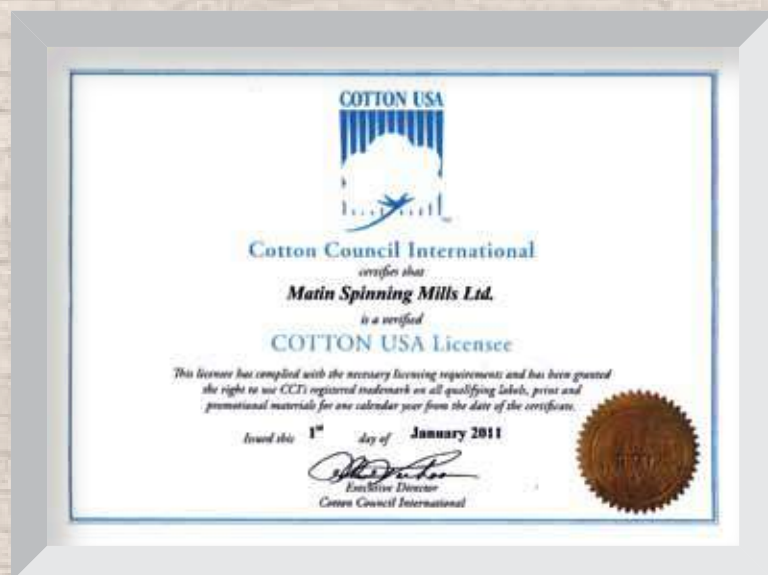 COTTON USA
TM
Cotton Council International
certifies that
Matin Spinning Mills Ltd.
is a verified
COTTON USA Licensee
This licensee has complied with the necessary licensing requirements and has been granted
the right to use CCI's registered trademark on all qualifying labels, print and
promotional materials for one calendar year from the date of the certificate.
Issued this 1st day of January 2011
Executive Director
Cotton Council International